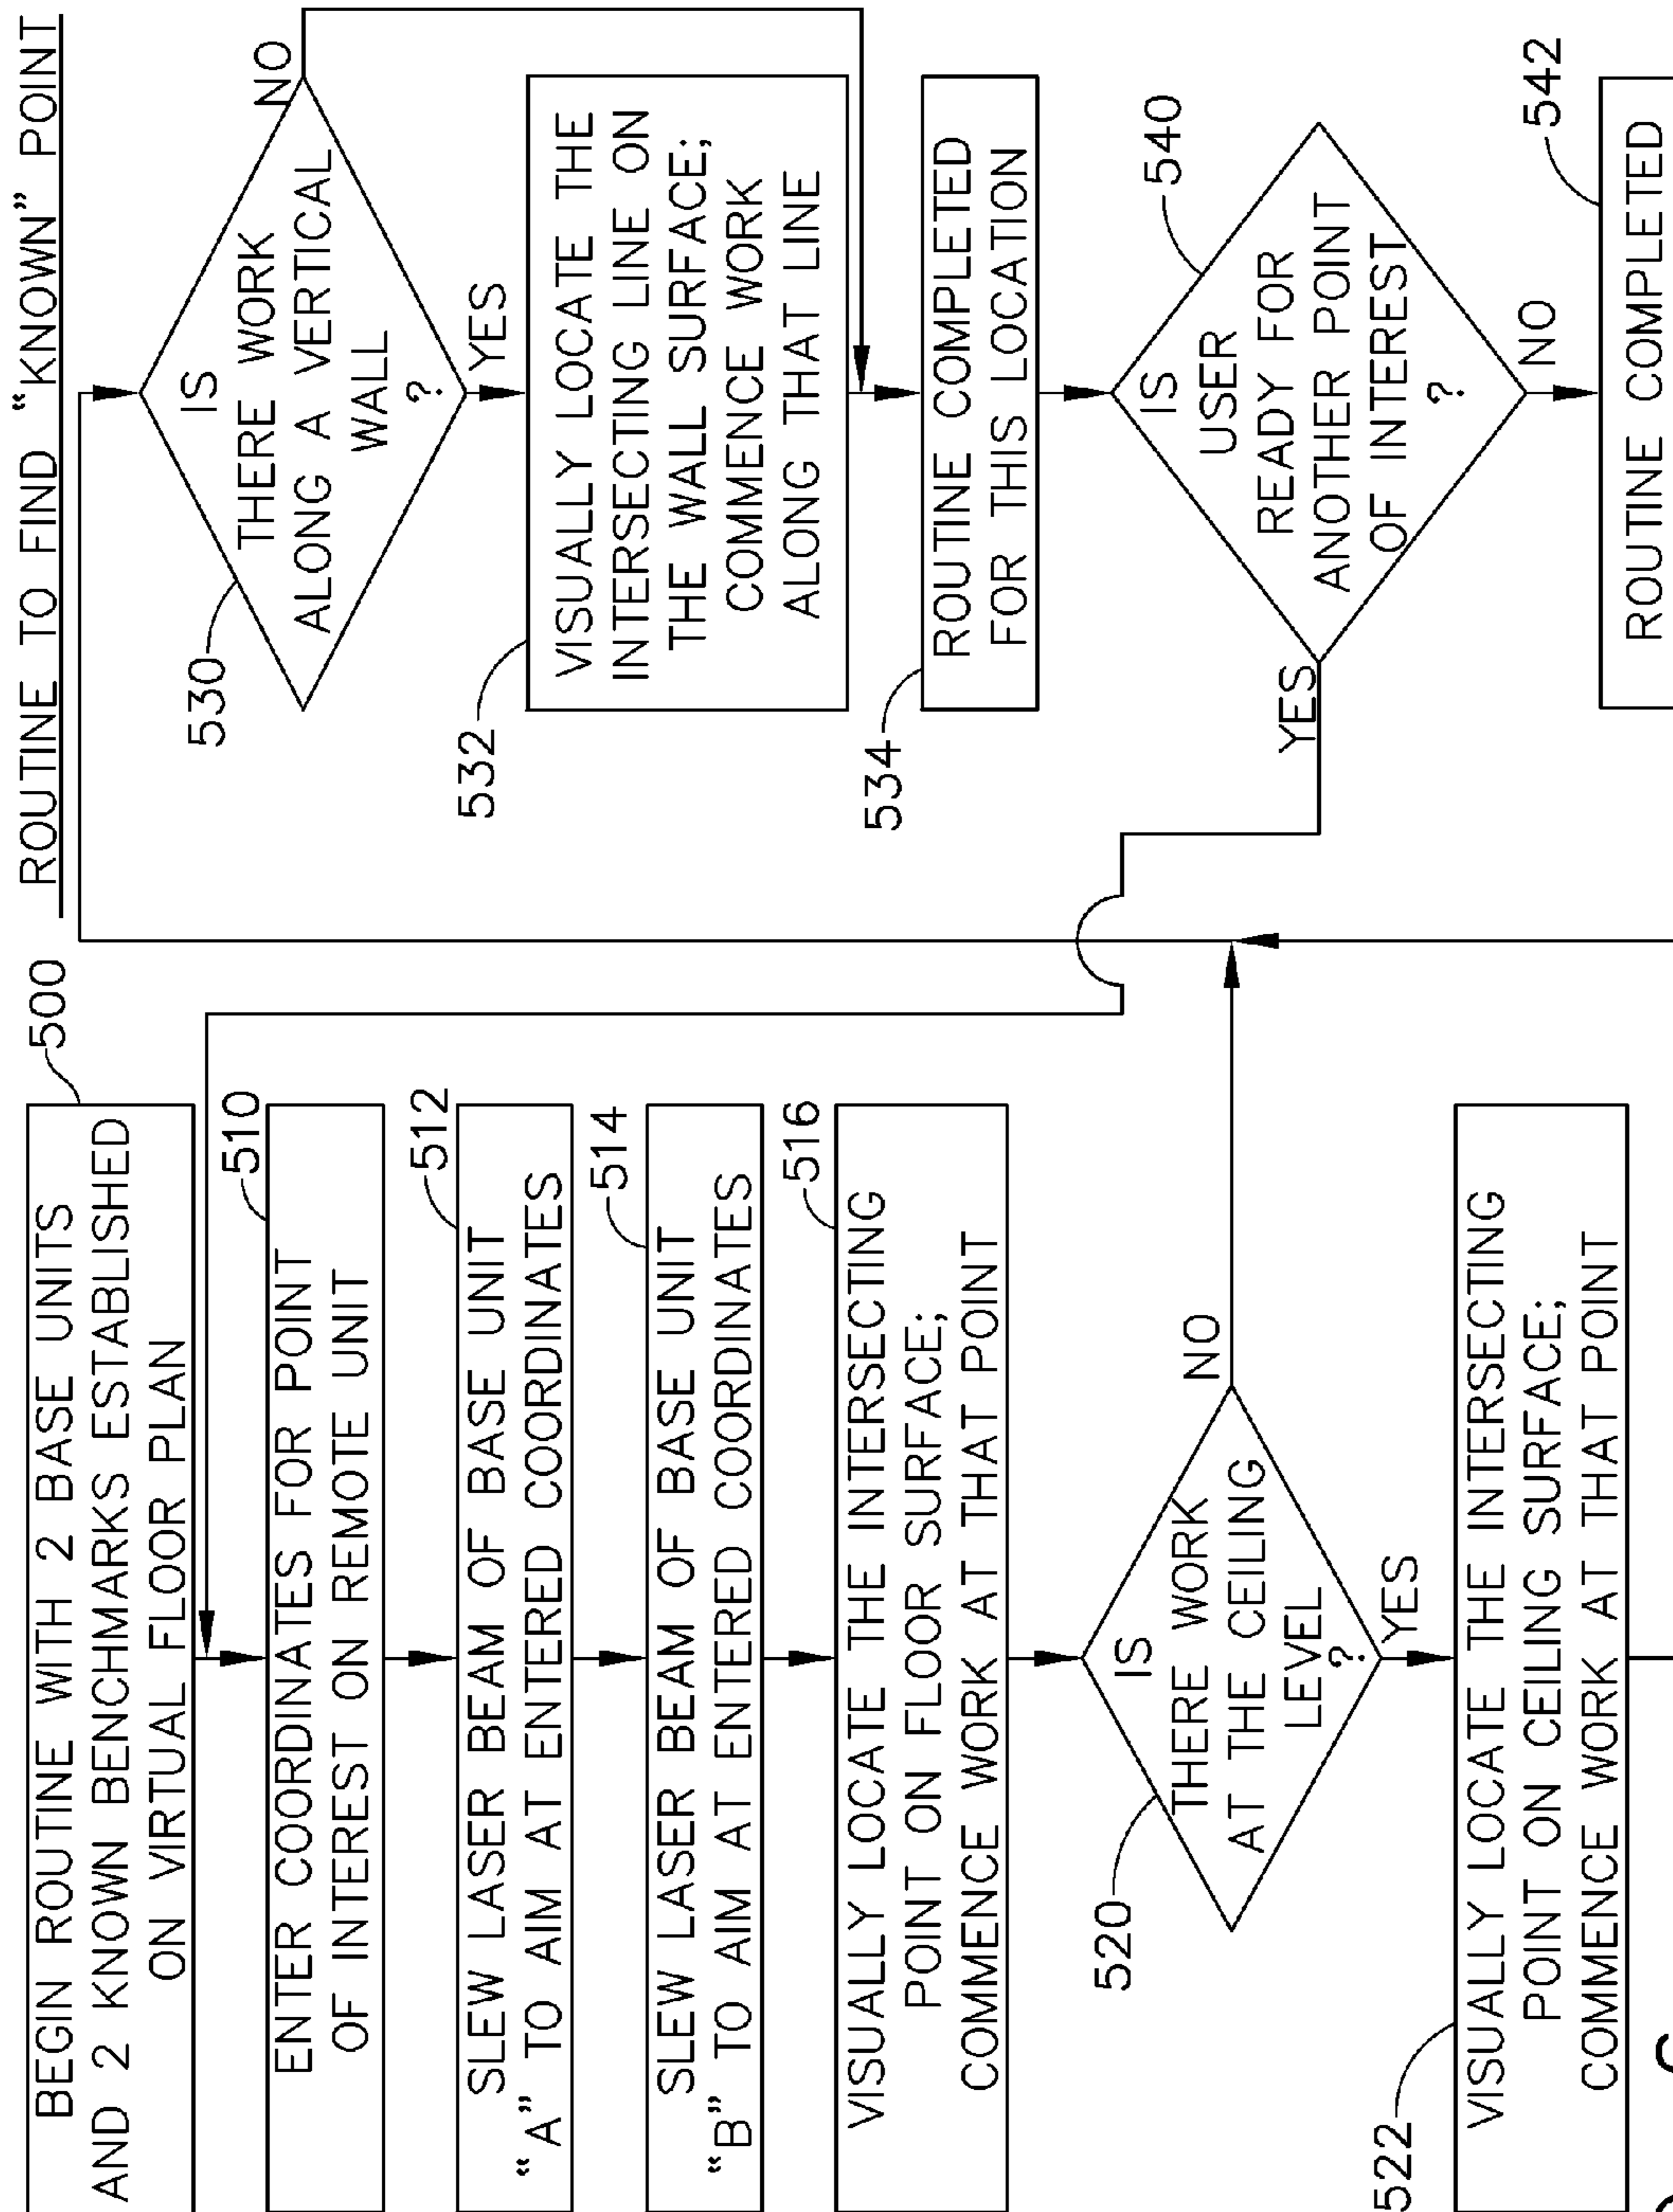 ROUTINE TO FIND “KNOWN” POINT
500
BEGIN ROUTINE WITH 2 BASE UNITS
AND 2 KNOWN BENCHMARKS ESTABLISHED
ON VIRTUAL FLOOR PLAN
510
ENTER COORDINATES FOR POINT
OF INTEREST ON REMOTE UNIT
512
SLEW LASER BEAM OF BASE UNIT
“A” TO AIM AT ENTERED COORDINATES
514
SLEW LASER BEAM OF BASE UNIT
“B” TO AIM AT ENTERED COORDINATES
516
VISUALLY LOCATE THE INTERSECTING
POINT ON FLOOR SURFACE;
COMMENCE WORK AT THAT POINT
520
IS
THERE WORK
AT THE CEILING
LEVEL
?
NO
YES
522
VISUALLY LOCATE THE INTERSECTING
POINT ON CEILING SURFACE;
COMMENCE WORK AT THAT POINT
530
IS
THERE WORK
ALONG A VERTICAL
WALL
?
NO
YES
532
VISUALLY LOCATE THE
INTERSECTING LINE ON
THE WALL SURFACE;
COMMENCE WORK
ALONG THAT LINE
534
ROUTINE COMPLETED
FOR THIS LOCATION
540
IS
USER
READY FOR
ANOTHER POINT
OF INTEREST
?
YES
NO
542
ROUTINE COMPLETED